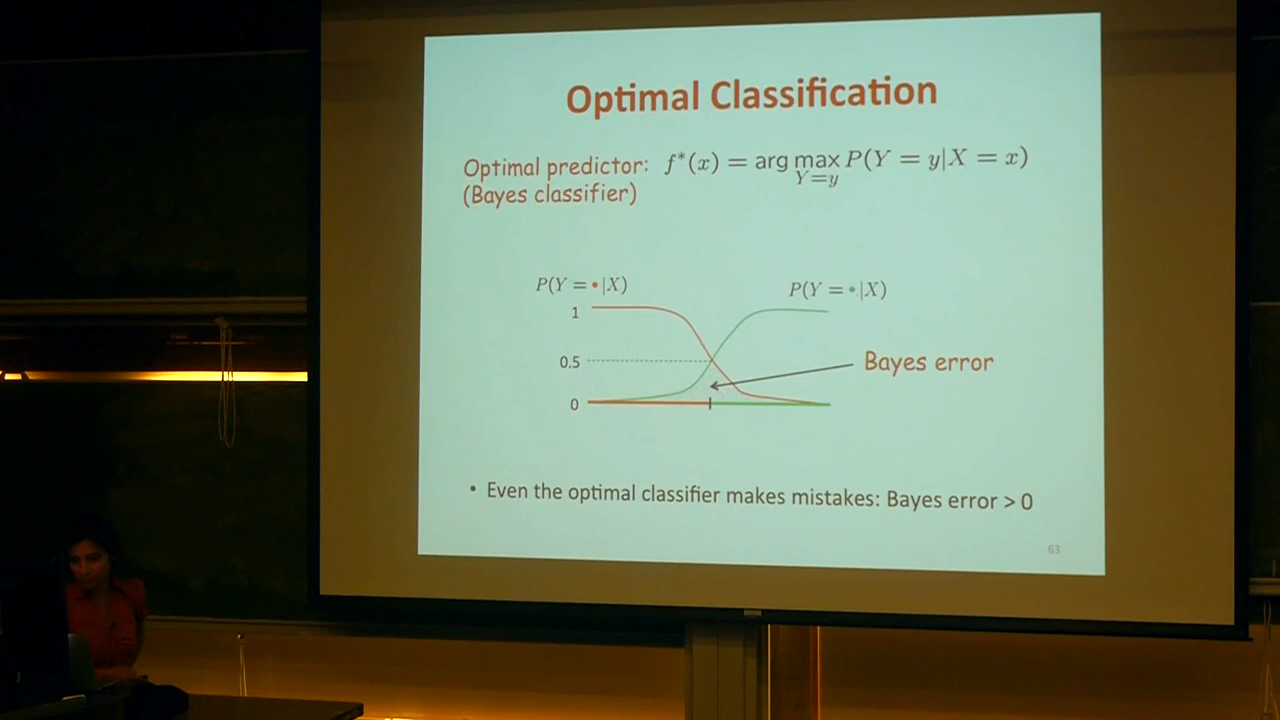 Optimal Classification
Optimal predictor: f*(x) = arg max P(Y = y|X = x)
Y=y
(Bayes classifier)
P(Y = •|X)
P(Y = •|X)
1
0.5
Bayes error
0
• Even the optimal classifier makes mistakes: Bayes error > 0
63